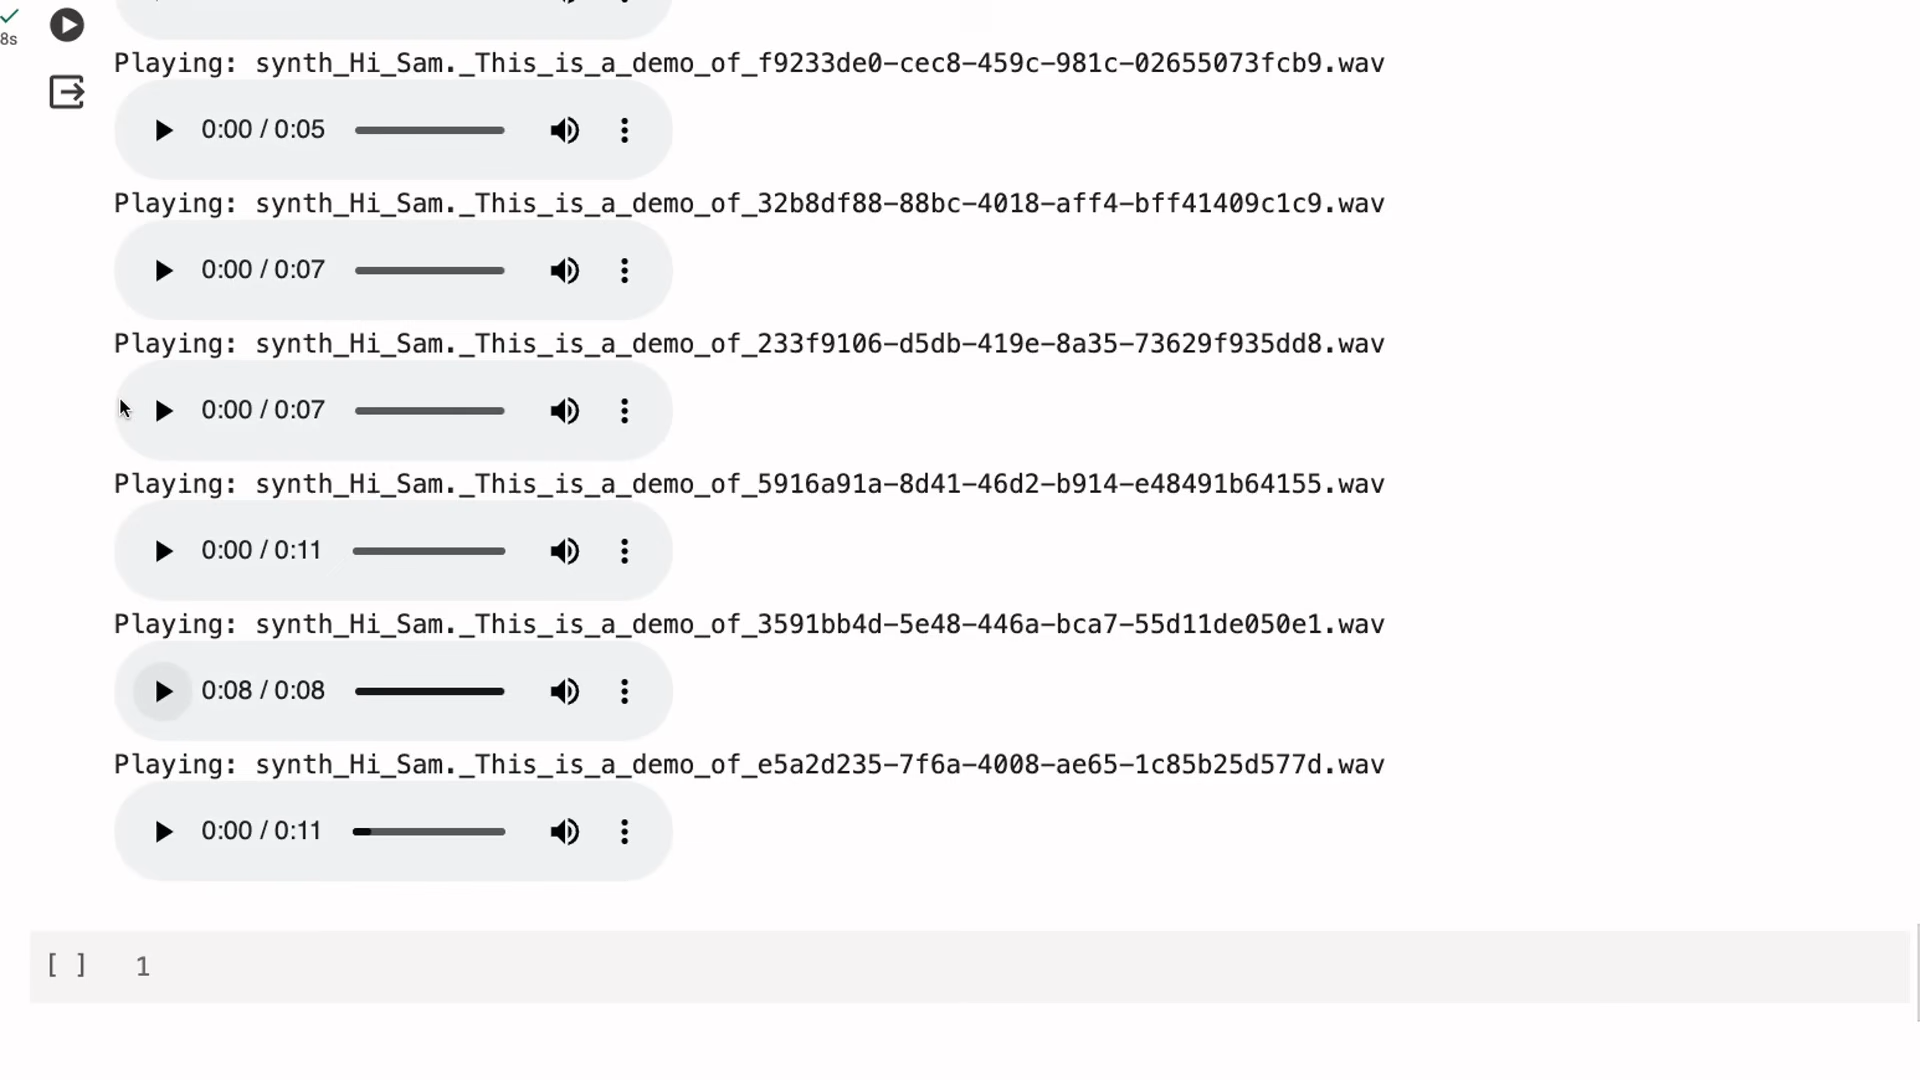 8s
Playing: synth_Hi_Sam._This_is_a_demo_of_f9233de0-cec8-459c-981c-02655073fcb9.wav
0:00 / 0:05
Playing: synth_Hi_Sam._This_is_a_demo_of_32b8df88-88bc-4018-aff4-bff41409c1c9.wav
0:00 / 0:07
Playing: synth_Hi_Sam._This_is_a_demo_of_233f9106-d5db-419e-8a35-73629f935dd8.wav
0:00 / 0:07
Playing: synth_Hi_Sam._This_is_a_demo_of_5916a91a-8d41-46d2-b914-e48491b64155.wav
0:00 / 0:11
Playing: synth_Hi_Sam._This_is_a_demo_of_3591bb4d-5e48-446a-bca7-55d11de050e1.wav
0:08 / 0:08
Playing: synth_Hi_Sam._This_is_a_demo_of_e5a2d235-7f6a-4008-ae65-1c85b25d577d.wav
0:00 / 0:11
[ ] 1